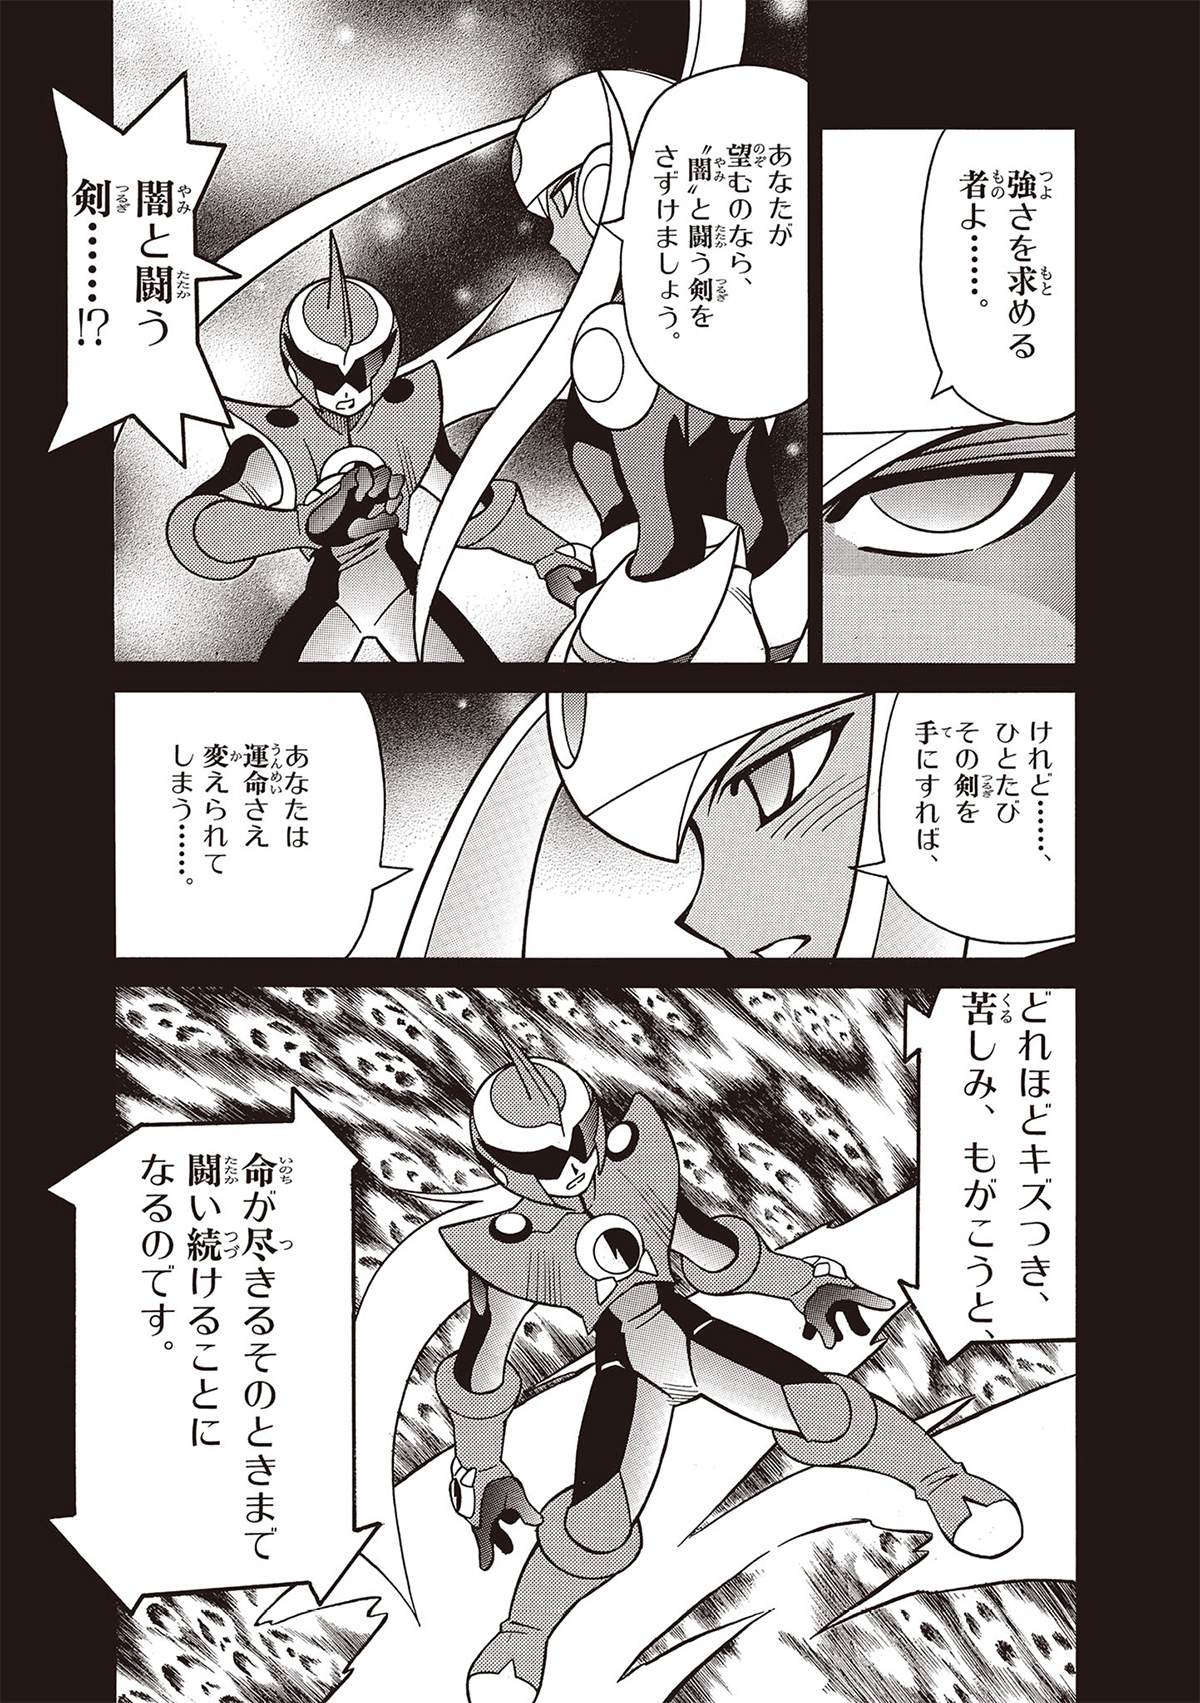 強さを求める
者よ……。
あなたが
望むのなら、
〝闇〟と闘う剣を
さずけましょう。
闇と闘う
剣………!?
けれど……、
ひとたび
その剣を
手にすれば、
あなたは
運命さえ
変えられて
しまう……。
どれほどキズつき、
苦しみ、もがこうと、
命が尽きるそのときまで
闘い続けることに
なるのです。